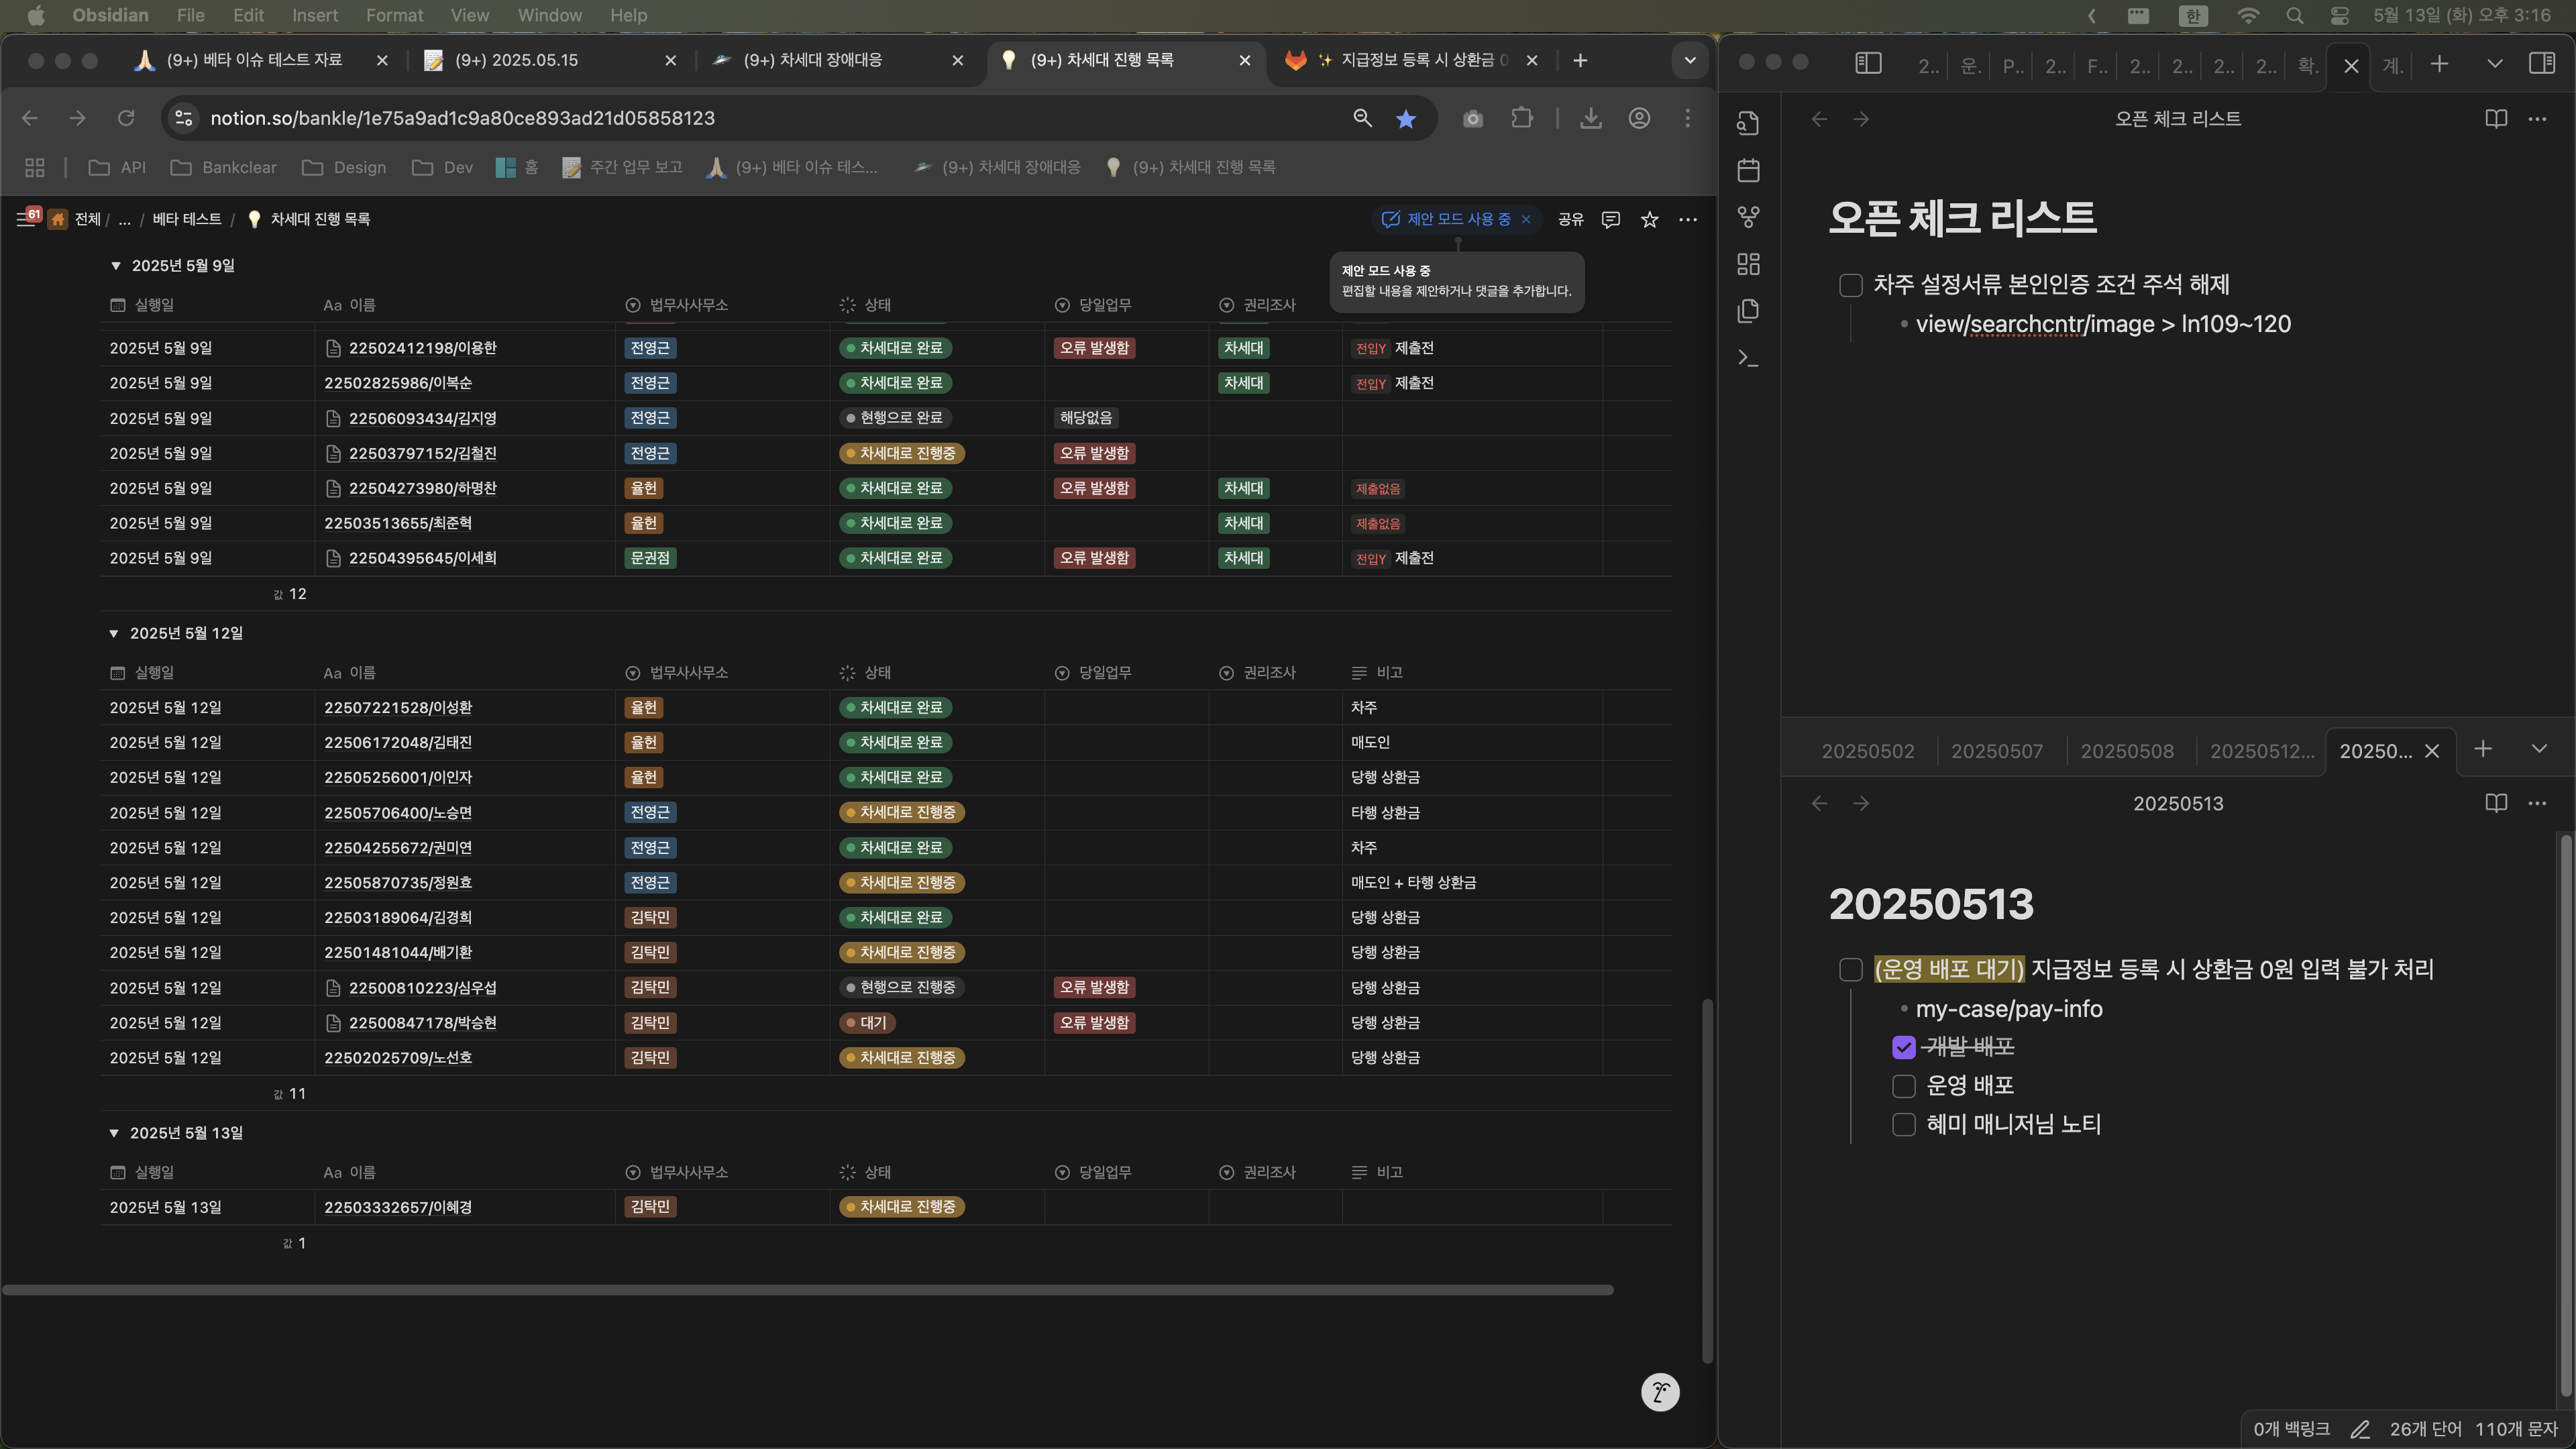 Obsidian File Edit Insert Format View Window Help
한 5월 13일 (화) 오후 3:16
(9+) 베타 이슈 테스트 자료
(9+) 2025.05.15
(9+) 차세대 장애대응
(9+) 차세대 진행 목록
지급정보 등록 시 상환금
notion.so/bankle/1e75a9ad1c9a80ce893ad21d05858123
API Bankclear Design Dev 홈 주간 업무 보고 (9+) 베타 이슈 테스... (9+) 차세대 장애대응 (9+) 차세대 진행 목록
61 전체 / ... / 베타 테스트 / 차세대 진행 목록
제안 모드 사용 중 공유
제안 모드 사용 중
편집할 내용을 제안하거나 댓글을 추가합니다.
2025년 5월 9일
실행일 Aa 이름 법무사사무소 상태 당일업무 권리조사
2025년 5월 9일 22502412198/이용한 전영근 차세대로 완료 오류 발생함 차세대 전입Y 제출전
2025년 5월 9일 22502825986/이복순 전영근 차세대로 완료 차세대 전입Y 제출전
2025년 5월 9일 22506093434/김지영 전영근 현행으로 완료 해당없음
2025년 5월 9일 22503797152/김철진 전영근 차세대로 진행중 오류 발생함
2025년 5월 9일 22504273980/하명찬 율헌 차세대로 완료 오류 발생함 차세대 제출없음
2025년 5월 9일 22503513655/최준혁 율헌 차세대로 완료 차세대 제출없음
2025년 5월 9일 22504395645/이세희 문권점 차세대로 완료 오류 발생함 차세대 전입Y 제출전
값 12
2025년 5월 12일
실행일 Aa 이름 법무사사무소 상태 당일업무 권리조사 비고
2025년 5월 12일 22507221528/이성환 율헌 차세대로 완료 차주
2025년 5월 12일 22506172048/김태진 율헌 차세대로 완료 매도인
2025년 5월 12일 22505256001/이인자 율헌 차세대로 완료 당행 상환금
2025년 5월 12일 22505706400/노승면 전영근 차세대로 진행중 타행 상환금
2025년 5월 12일 22504255672/권미연 전영근 차세대로 완료 차주
2025년 5월 12일 22505870735/정원효 전영근 차세대로 진행중 매도인 + 타행 상환금
2025년 5월 12일 22503189064/김경희 김탁민 차세대로 완료 당행 상환금
2025년 5월 12일 22501481044/배기환 김탁민 차세대로 진행중 당행 상환금
2025년 5월 12일 22500810223/심우섭 김탁민 현행으로 진행중 오류 발생함 당행 상환금
2025년 5월 12일 22500847178/박승현 김탁민 대기 오류 발생함 당행 상환금
2025년 5월 12일 22502025709/노선호 김탁민 차세대로 진행중 당행 상환금
값 11
2025년 5월 13일
실행일 Aa 이름 법무사사무소 상태 당일업무 권리조사 비고
2025년 5월 13일 22503332657/이혜경 김탁민 차세대로 진행중
값 1
2.. 운. P.. 2.. F.. 2.. 2.. 2.. 2.. 확. 계.
오픈 체크 리스트
오픈 체크 리스트
차주 설정서류 본인인증 조건 주석 해제
view/searchcntr/image > ln109~120
20250502 20250507 20250508 20250512... 20250...
20250513
20250513
(운영 배포 대기) 지급정보 등록 시 상환금 0원 입력 불가 처리
my-case/pay-info
개발 배포
운영 배포
혜미 매니저님 노티
0개 백링크 26개 단어 110개 문자